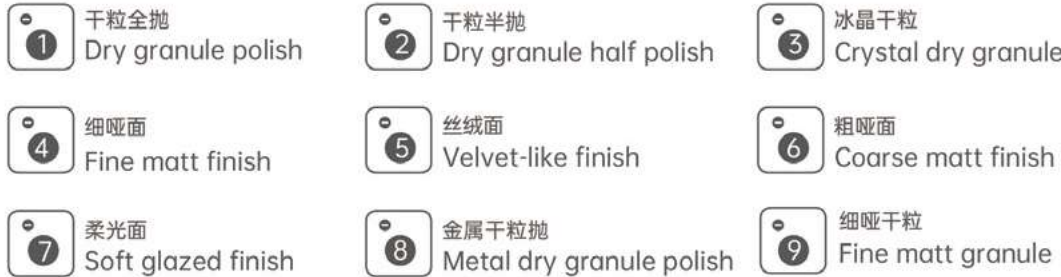 1 干粒全抛
Dry granule polish
2 干粒半抛
Dry granule half polish
3 冰晶干粒
Crystal dry granule
4 细哑面
Fine matt finish
5 丝绒面
Velvet-like finish
6 粗哑面
Coarse matt finish
7 柔光面
Soft glazed finish
8 金属干粒抛
Metal dry granule polish
9 细哑干粒
Fine matt granule